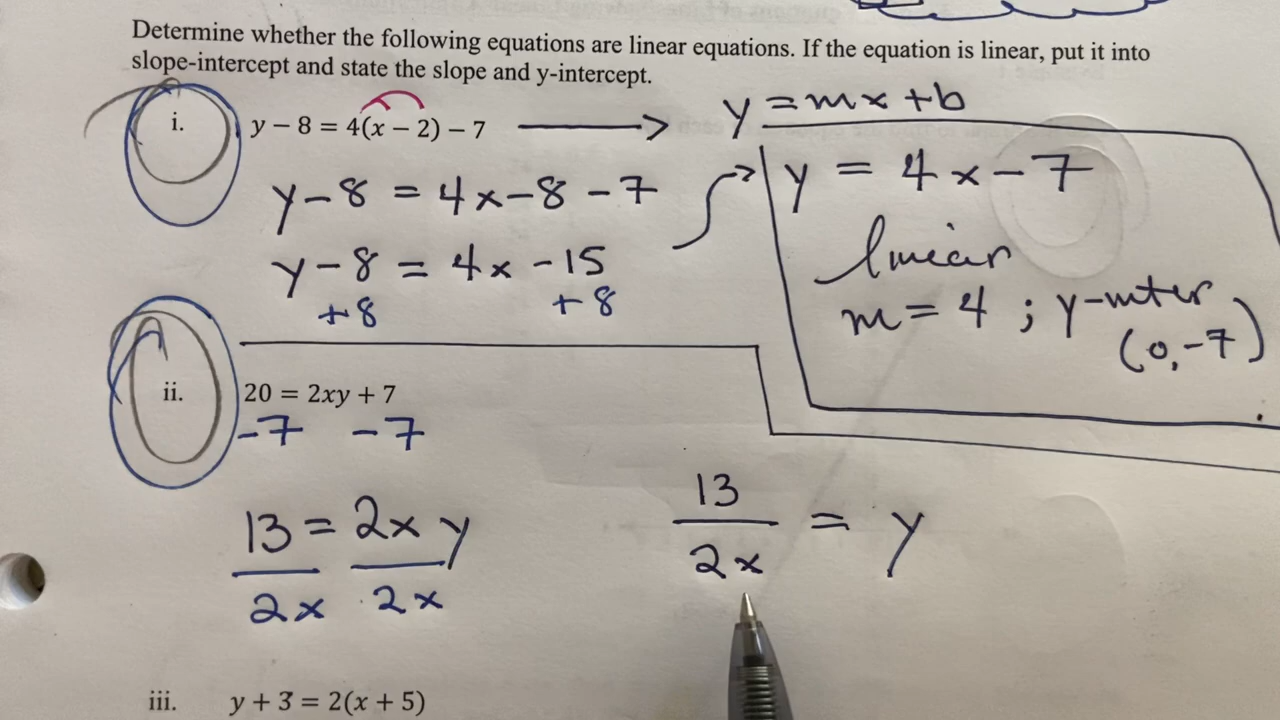 Determine whether the following equations are linear equations. If the equation is linear, put it into
slope-intercept and state the slope and y-intercept.
i. y − 8 = 4(x − 2) − 7
y = mx + b
y − 8 = 4x − 8 − 7
y − 8 = 4x − 15
+8 +8
y = 4x − 7
linear
m = 4 ; y-inter
(0, −7)
ii. 20 = 2xy + 7
−7 −7
13 = 2xy
2x 2x
13
2x = y
iii. y + 3 = 2(x + 5)